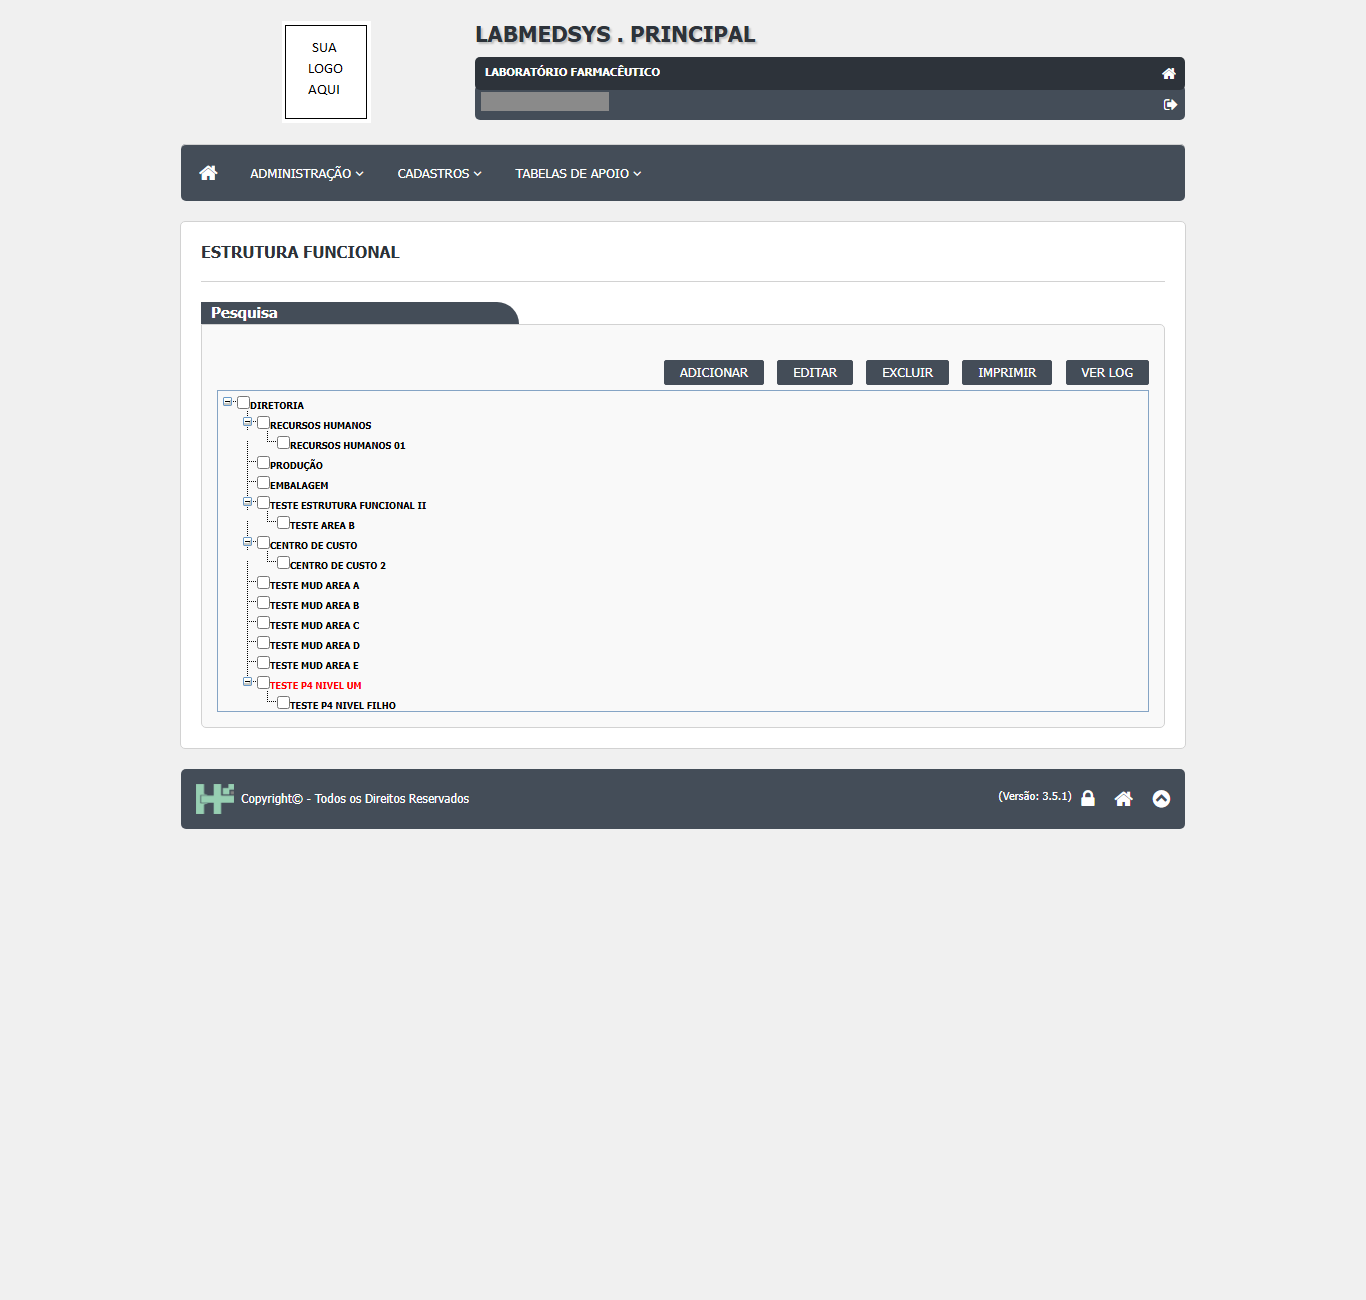 SUA
LOGO
AQUI
LABMEDSYS . PRINCIPAL
LABORATÓRIO FARMACÊUTICO
ADMINISTRAÇÃO
CADASTROS
TABELAS DE APOIO
ESTRUTURA FUNCIONAL
Pesquisa
ADICIONAR
EDITAR
EXCLUIR
IMPRIMIR
VER LOG
DIRETORIA
RECURSOS HUMANOS
RECURSOS HUMANOS 01
PRODUÇÃO
EMBALAGEM
TESTE ESTRUTURA FUNCIONAL II
TESTE AREA B
CENTRO DE CUSTO
CENTRO DE CUSTO 2
TESTE MUD AREA A
TESTE MUD AREA B
TESTE MUD AREA C
TESTE MUD AREA D
TESTE MUD AREA E
TESTE P4 NIVEL UM
TESTE P4 NIVEL FILHO
Copyright© - Todos os Direitos Reservados
(Versão: 3.5.1)